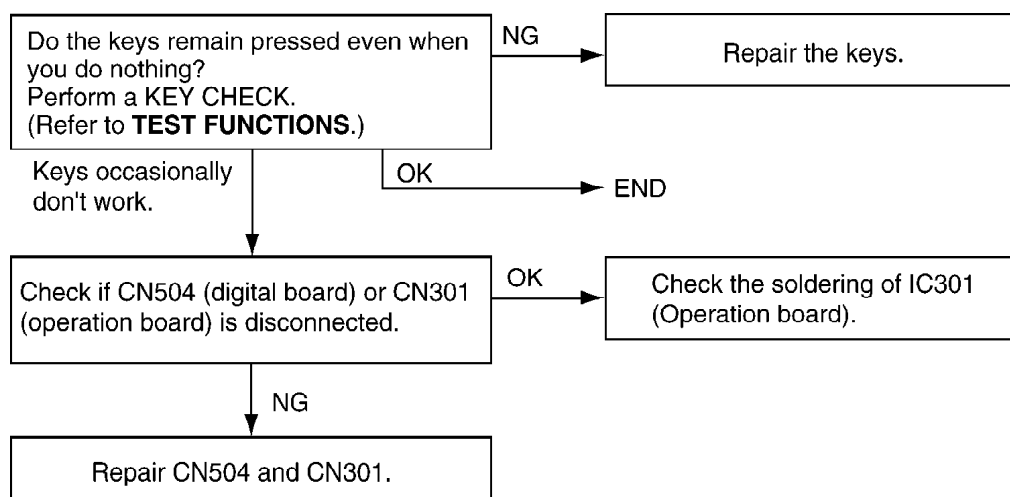 Do the keys remain pressed even when
you do nothing?
Perform a KEY CHECK.
(Refer to TEST FUNCTIONS.)
NG
Repair the keys.
Keys occasionally
don't work.
OK
END
Check if CN504 (digital board) or CN301
(operation board) is disconnected.
OK
Check the soldering of IC301
(Operation board).
NG
Repair CN504 and CN301.